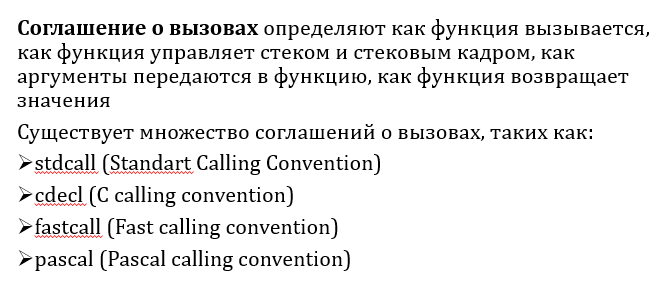 Соглашение о вызовах определяют как функция вызывается,
как функция управляет стеком и стековым кадром, как
аргументы передаются в функцию, как функция возвращает
значения
Существует множество соглашений о вызовах, таких как:
➢stdcall (Standart Calling Convention)
➢cdecl (C calling convention)
➢fastcall (Fast calling convention)
➢pascal (Pascal calling convention)